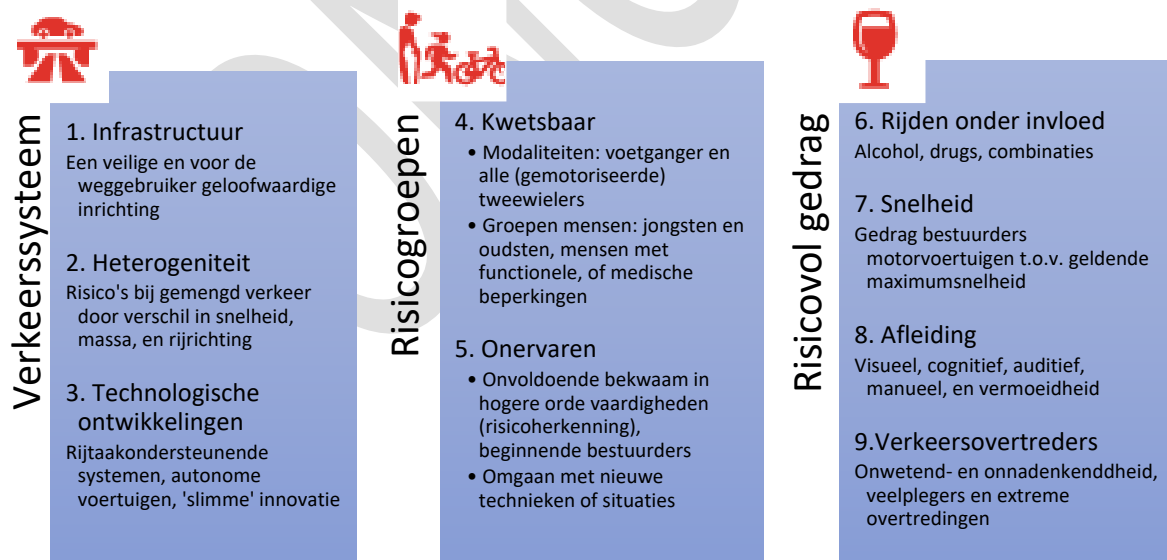 Verkeerssysteem
1. Infrastructuur
Een veilige en voor de
weggebruiker geloofwaardige
inrichting
2. Heterogeniteit
Risico's bij gemengd verkeer
door verschil in snelheid,
massa, en rijrichting
3. Technologische
ontwikkelingen
Rijtaakondersteunende
systemen, autonome
voertuigen, 'slimme' innovatie
Risicogroepen
4. Kwetsbaar
• Modaliteiten: voetganger en
alle (gemotoriseerde)
tweewielers
• Groepen mensen: jongsten en
oudsten, mensen met
functionele, of medische
beperkingen
5. Onervaren
• Onvoldoende bekwaam in
hogere orde vaardigheden
(risicoherkenning),
beginnende bestuurders
• Omgaan met nieuwe
technieken of situaties
Risicovol gedrag
6. Rijden onder invloed
Alcohol, drugs, combinaties
7. Snelheid
Gedrag bestuurders
motorvoertuigen t.o.v. geldende
maximumsnelheid
8. Afleiding
Visueel, cognitief, auditief,
manueel, en vermoeidheid
9.Verkeersovertreders
Onwetend- en onnadenkenddheid,
veelplegers en extreme
overtredingen